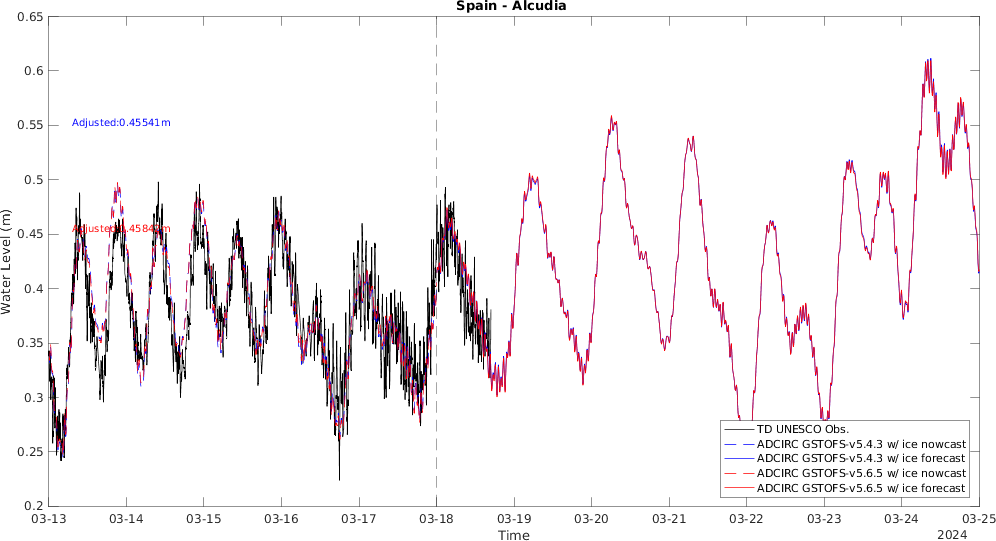 Spain - Alcudia
0.65
0.6
0.55
0.5
0.45
0.4
0.35
0.3
0.25
0.2
Water Level (m)
Adjusted:0.45541m
TD UNESCO Obs.
ADCIRC GSTOFS-v5.4.3 w/ ice nowcast
ADCIRC GSTOFS-v5.4.3 w/ ice forecast
ADCIRC GSTOFS-v5.6.5 w/ ice nowcast
ADCIRC GSTOFS-v5.6.5 w/ ice forecast
03-13 03-14 03-15 03-16 03-17 03-18 03-19 03-20 03-21 03-22 03-23 03-24 03-25
Time
2024